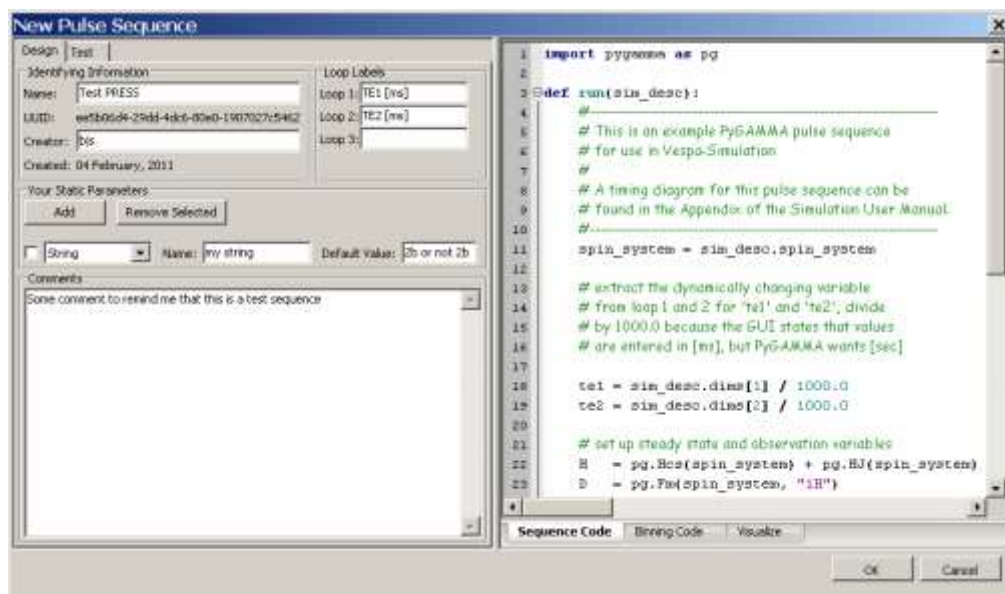 New Pulse Sequence
Design Test
Identifying Information
Name: Test PRESS
UUID:
Creator: bjs
Created: 04 February, 2011
Loop Labels
Loop 1: TE1 [ms]
Loop 2: TE2 [ms]
Loop 3:
Your Static Parameters
Add Remove Selected
String Name: my string Default Value: 2b or not 2b
Comments
Some comment to remind me that this is a test sequence
1 import pygamma as pg
2
3 def run(sim_desc):
4 #------------------------------------------------------------
5 # This is an example PyGAMMA pulse sequence
6 # for use in Vespa-Simulation
7 #
8 # A timing diagram for this pulse sequence can be
9 # found in the Appendix of the Simulation User Manual.
10 #------------------------------------------------------------
11 spin_system = sim_desc.spin_system
12
13 # extract the dynamically changing variable
14 # from loop 1 and 2 for 'te1' and 'te2', divide
15 # by 1000.0 because the GUI states that values
16 # are entered in [ms], but PyGAMMA wants [sec]
17
18 te1 = sim_desc.dims[1] / 1000.0
19 te2 = sim_desc.dims[2] / 1000.0
20
21 # set up steady state and observation variables
22 H = pg.Hcs(spin_system) + pg.HJ(spin_system)
23 D = pg.Fm(spin_system, "1H")
Sequence Code Binning Code Visualize
OK Cancel